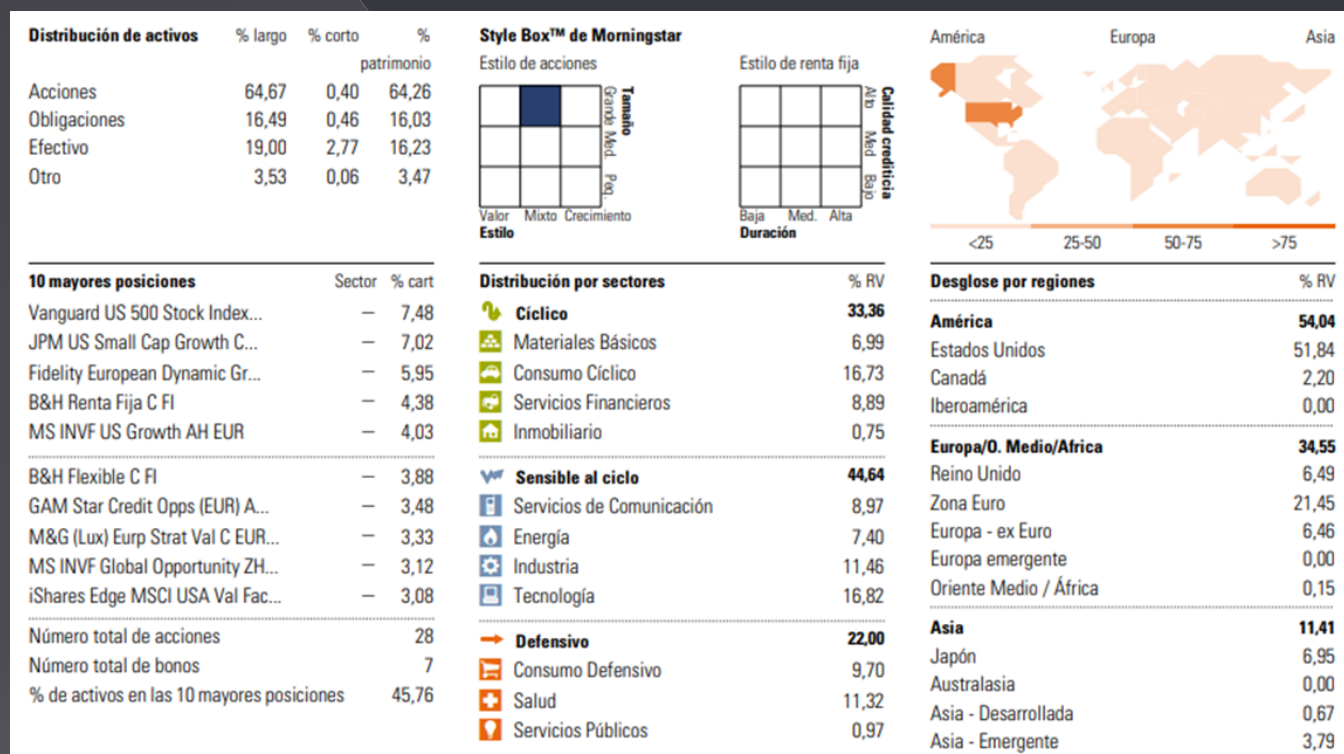 Distribución de activos % largo % corto % patrimonio
Acciones 64,67 0,40 64,26
Obligaciones 16,49 0,46 16,03
Efectivo 19,00 2,77 16,23
Otro 3,53 0,06 3,47
Style Box™ de Morningstar
Estilo de acciones
Tamaño
Grande Med. Peq.
Valor Mixto Crecimiento
Estilo
Estilo de renta fija
Calidad crediticia
Alto Med Bajo
Baja Med. Alta
Duración
América Europa Asia
<25 25-50 50-75 >75
10 mayores posiciones Sector % cart
Vanguard US 500 Stock Index... – 7,48
JPM US Small Cap Growth C... – 7,02
Fidelity European Dynamic Gr... – 5,95
B&H Renta Fija C FI – 4,38
MS INVF US Growth AH EUR – 4,03
B&H Flexible C FI – 3,88
GAM Star Credit Opps (EUR) A... – 3,48
M&G (Lux) Eurp Strat Val C EUR... – 3,33
MS INVF Global Opportunity ZH... – 3,12
iShares Edge MSCI USA Val Fac... – 3,08
Número total de acciones 28
Número total de bonos 7
% de activos en las 10 mayores posiciones 45,76
Distribución por sectores % RV
Cíclico 33,36
Materiales Básicos 6,99
Consumo Cíclico 16,73
Servicios Financieros 8,89
Inmobiliario 0,75
Sensible al ciclo 44,64
Servicios de Comunicación 8,97
Energía 7,40
Industria 11,46
Tecnología 16,82
Defensivo 22,00
Consumo Defensivo 9,70
Salud 11,32
Servicios Públicos 0,97
Desglose por regiones % RV
América 54,04
Estados Unidos 51,84
Canadá 2,20
Iberoamérica 0,00
Europa/O. Medio/Africa 34,55
Reino Unido 6,49
Zona Euro 21,45
Europa - ex Euro 6,46
Europa emergente 0,00
Oriente Medio / África 0,15
Asia 11,41
Japón 6,95
Australasia 0,00
Asia - Desarrollada 0,67
Asia - Emergente 3,79